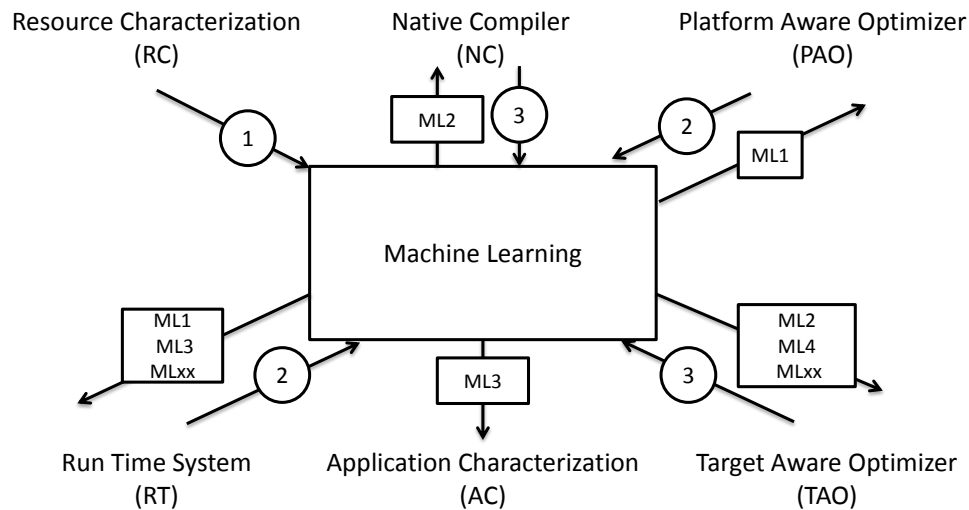 Resource Characterization
(RC)
Native Compiler
(NC)
Platform Aware Optimizer
(PAO)
1
ML2
3
2
ML1
Machine Learning
ML1
ML3
MLxx
2
ML3
3
ML2
ML4
MLxx
Run Time System
(RT)
Application Characterization
(AC)
Target Aware Optimizer
(TAO)